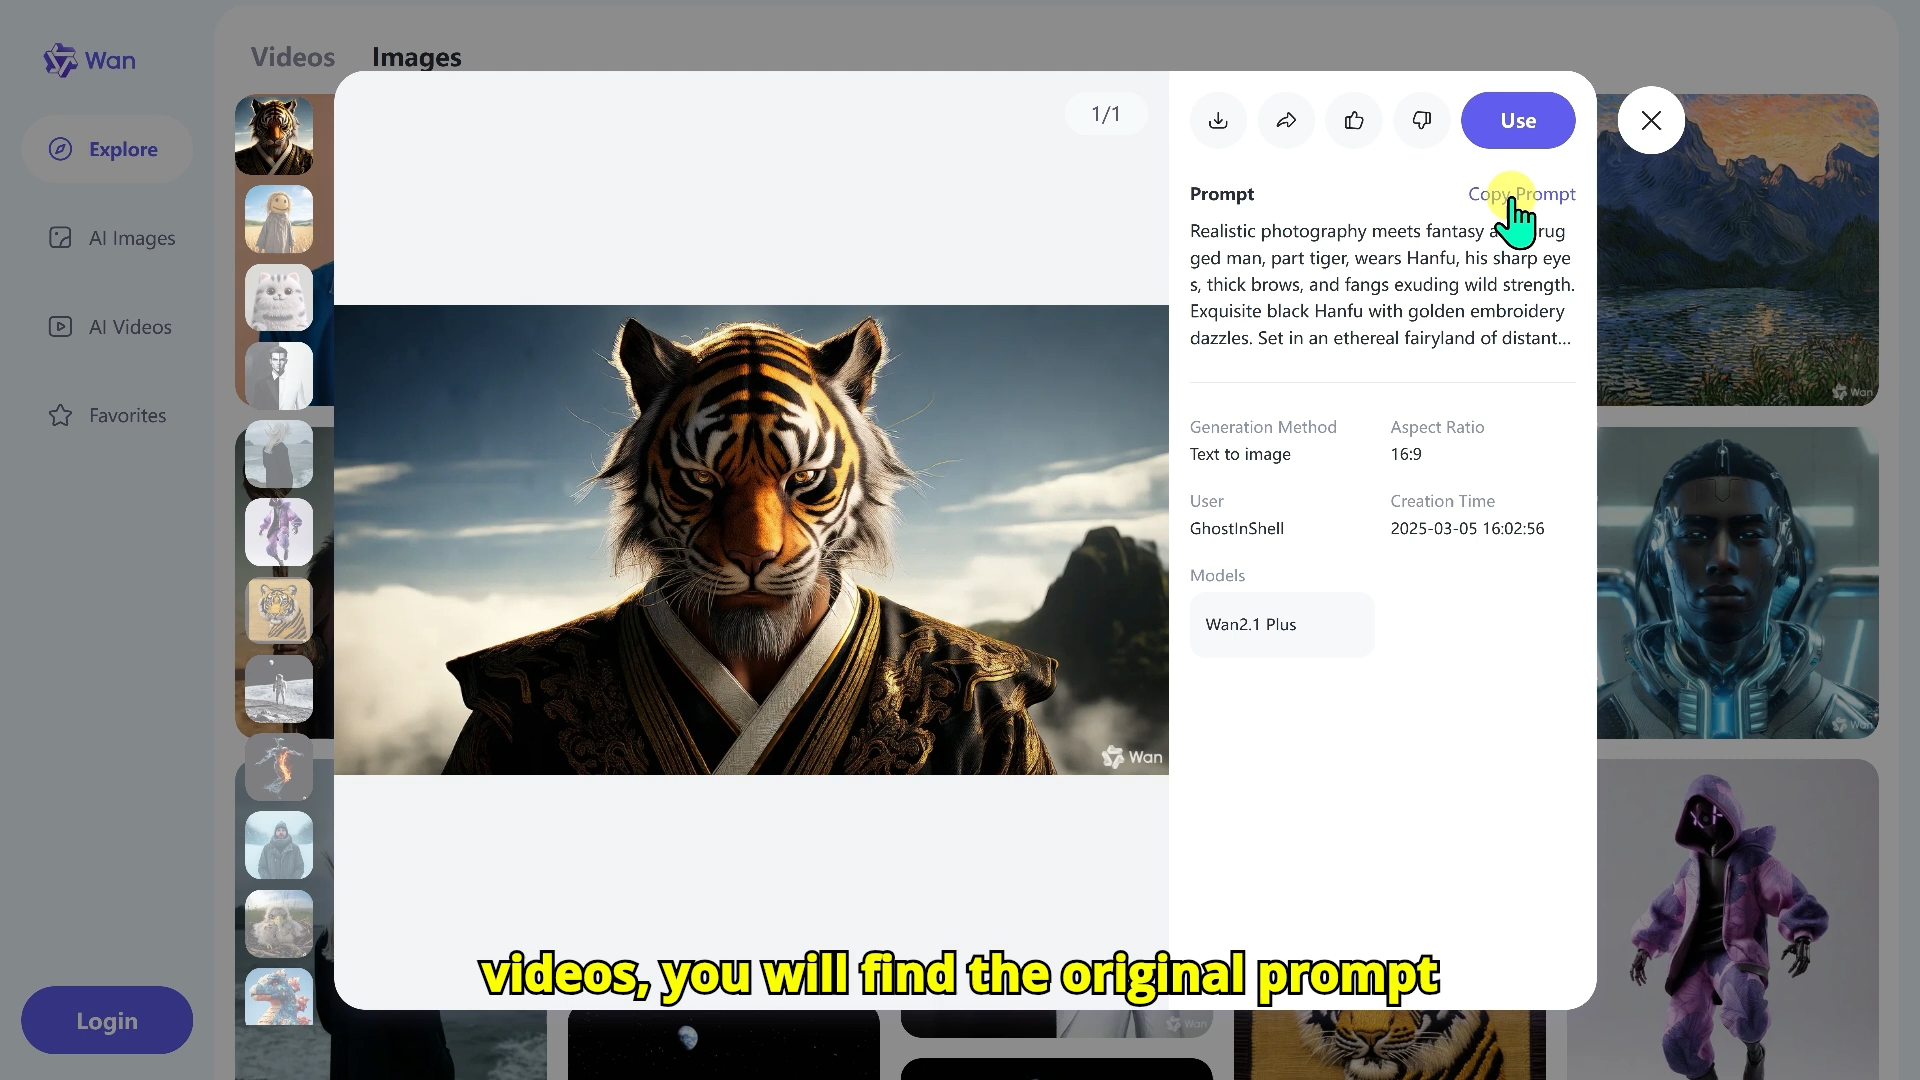 Wan
Videos
Images
Explore
AI Images
AI Videos
Favorites
Login
1/1
Use
Prompt
Copy Prompt
Realistic photography meets fantasy a rug
ged man, part tiger, wears Hanfu, his sharp eye
s, thick brows, and fangs exuding wild strength.
Exquisite black Hanfu with golden embroidery
dazzles. Set in an ethereal fairyland of distant...
Generation Method
Aspect Ratio
Text to image
16:9
User
Creation Time
GhostInShell
2025-03-05 16:02:56
Models
Wan2.1 Plus
Wan
Wan
Wan
Wan
videos, you will find the original prompt